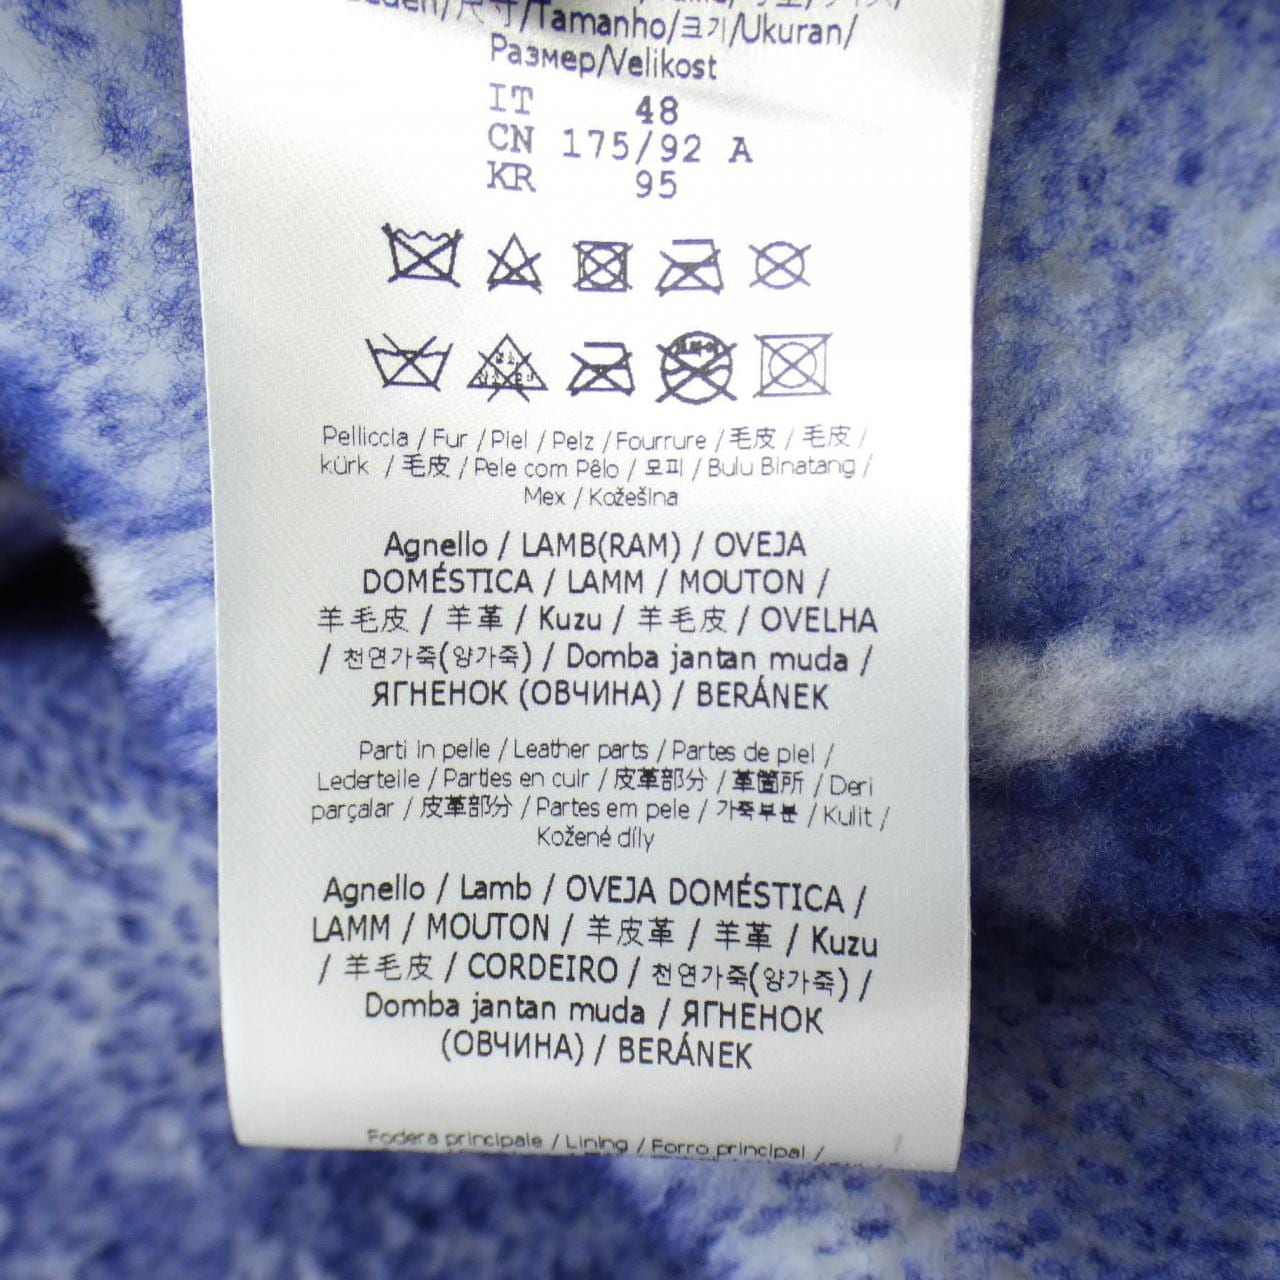 Beden/尺寸/Tamanho/크기/Ukuran/
Размер/Velikost
IT 48
CN 175/92 A
KR 95
Pelliccia / Fur / Piel / Pelz / Fourrure / 毛皮 / 毛皮 /
kürk / 毛皮 / Pele com Pêlo / 모피 / Bulu Binatang /
Mex / Kožešina
Agnello / LAMB(RAM) / OVEJA
DOMÉSTICA / LAMM / MOUTON /
羊毛皮 / 羊革 / Kuzu / 羊毛皮 / OVELHA
/ 천연가죽(양가죽) / Domba jantan muda /
ЯГНЕНОК (ОВЧИНА) / BERÁNEK
Parti in pelle / Leather parts / Partes de piel /
Lederteile / Parties en cuir / 皮革部分 / 革箇所 / Deri
parçalar / 皮革部分 / Partes em pele / 가죽부분 / Kulit /
Kožené díly
Agnello / Lamb / OVEJA DOMÉSTICA /
LAMM / MOUTON / 羊皮革 / 羊革 / Kuzu
/ 羊毛皮 / CORDEIRO / 천연가죽(양가죽) /
Domba jantan muda / ЯГНЕНОК
(ОВЧИНА) / BERÁNEK
Fodera principale / Lining / Forro principal /